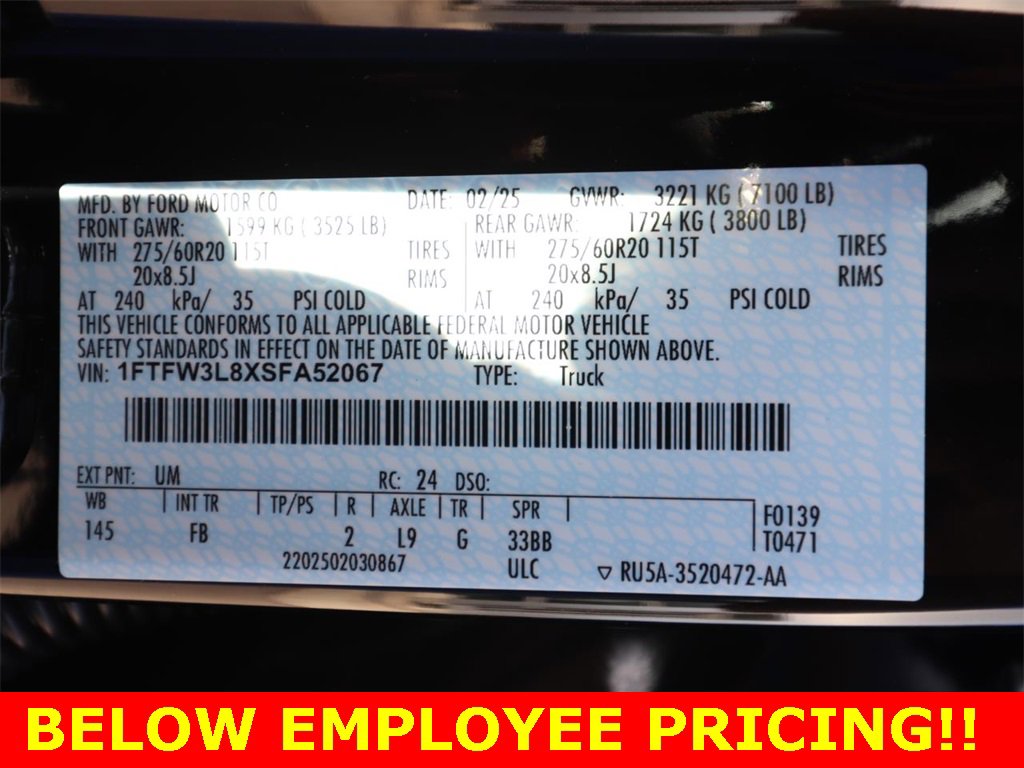 MFD. BY FORD MOTOR CO DATE: 02/25 GVWR: 3221 KG ( 7100 LB)
FRONT GAWR: 1599 KG ( 3525 LB) REAR GAWR: 1724 KG ( 3800 LB)
WITH 275/60R20 115T TIRES WITH 275/60R20 115T TIRES
20x8.5J RIMS 20x8.5J RIMS
AT 240 kPa/ 35 PSI COLD AT 240 kPa/ 35 PSI COLD
THIS VEHICLE CONFORMS TO ALL APPLICABLE FEDERAL MOTOR VEHICLE
SAFETY STANDARDS IN EFFECT ON THE DATE OF MANUFACTURE SHOWN ABOVE.
VIN: 1FTFW3L8XSFA52067 TYPE: Truck
EXT PNT: UM RC: 24 DSO:
WB | INT TR | TP/PS | R | AXLE | TR | SPR | F0139
145 FB 2 L9 G 33BB T0471
2202502030867 ULC ▽ RU5A-3520472-AA
BELOW EMPLOYEE PRICING!!